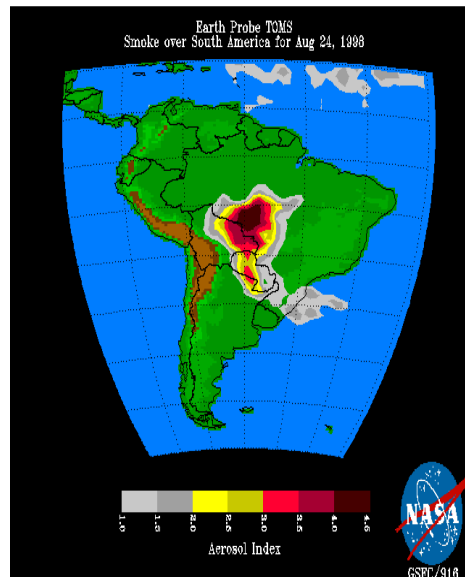 Earth Probe TOMS
Smoke over South America for Aug 24, 1998
1.0 1.5 2.0 2.5 3.0 3.5 4.0 4.5
Aerosol Index
NASA
GSFC/916